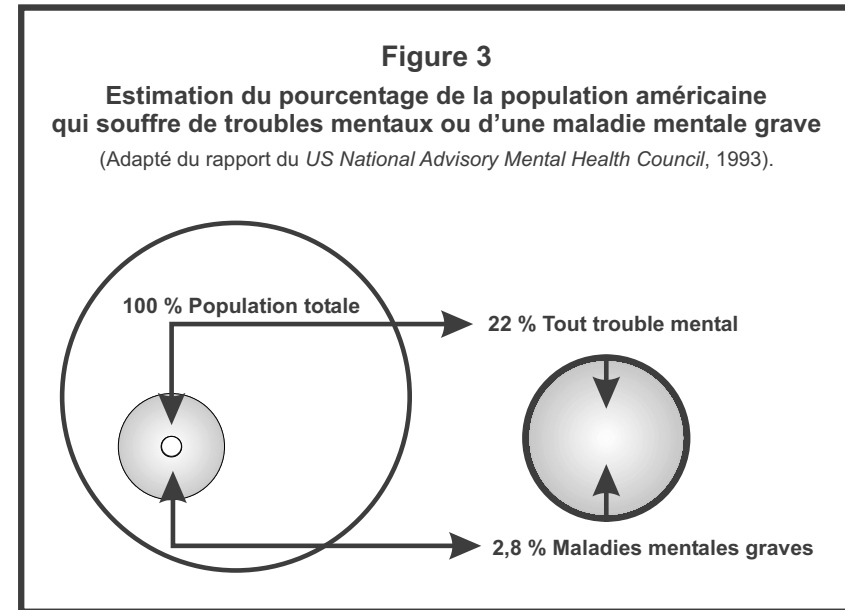 Figure 3
Estimation du pourcentage de la population américaine
qui souffre de troubles mentaux ou d’une maladie mentale grave
(Adapté du rapport du US National Advisory Mental Health Council, 1993).
100 % Population totale
22 % Tout trouble mental
2,8 % Maladies mentales graves